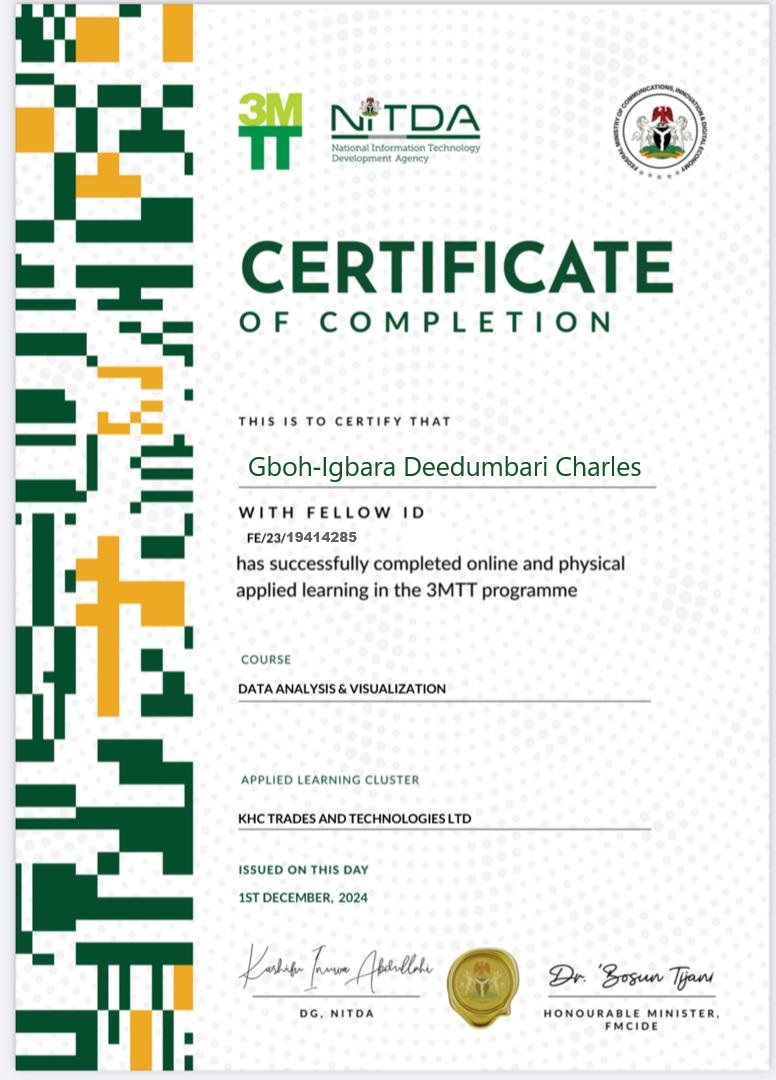 3M
TT
NITDA
National Information Technology
Development Agency
FEDERAL MINISTRY OF COMMUNICATIONS, INNOVATION & DIGITAL ECONOMY
CERTIFICATE
OF COMPLETION
THIS IS TO CERTIFY THAT
Gboh-Igbara Deedumbari Charles
WITH FELLOW ID
FE/23/19414285
has successfully completed online and physical
applied learning in the 3MTT programme
COURSE
DATA ANALYSIS & VISUALIZATION
APPLIED LEARNING CLUSTER
KHC TRADES AND TECHNOLOGIES LTD
ISSUED ON THIS DAY
1ST DECEMBER, 2024
Kashifu Inuwa Abdullahi
Dr. 'Bosun Tijani
DG, NITDA
HONOURABLE MINISTER,
FMCIDE